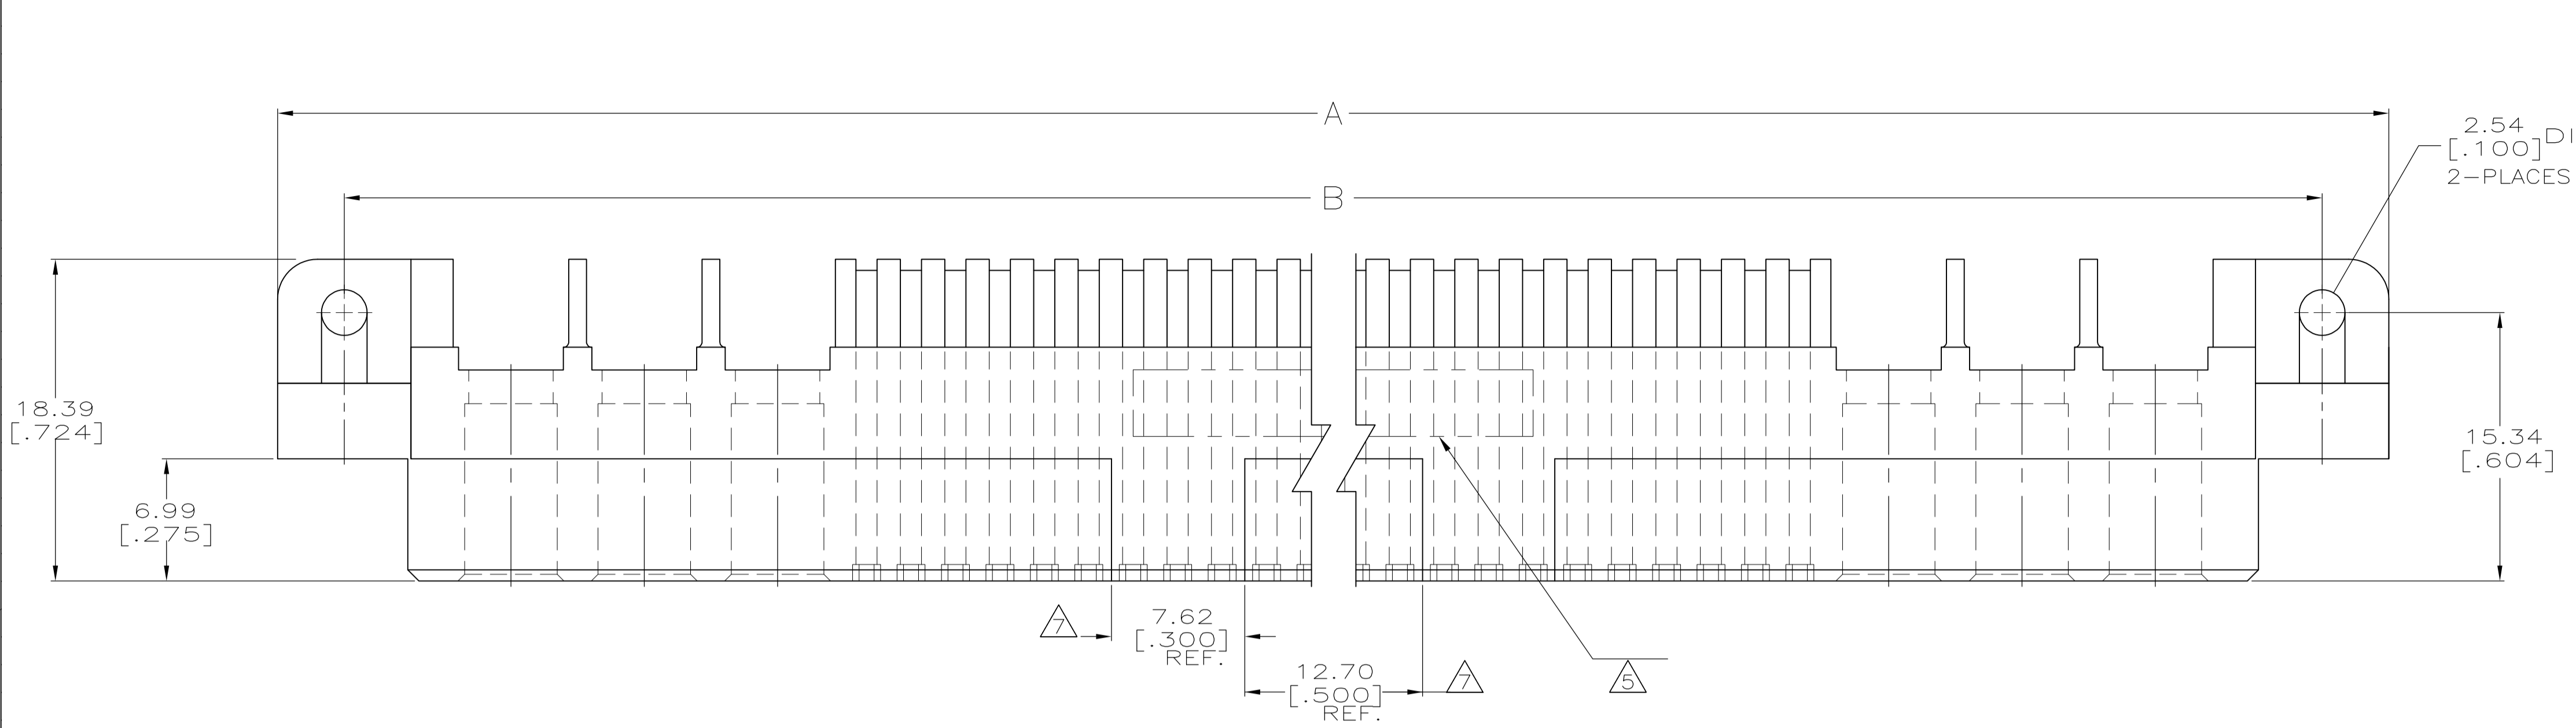 A
2.54
[.100] DI
2-PLACES
B
18.39
[.724]
15.34
[.604]
6.99
[.275]
7
7.62
[.300]
REF.
12.70
[.500]
REF.
7
5